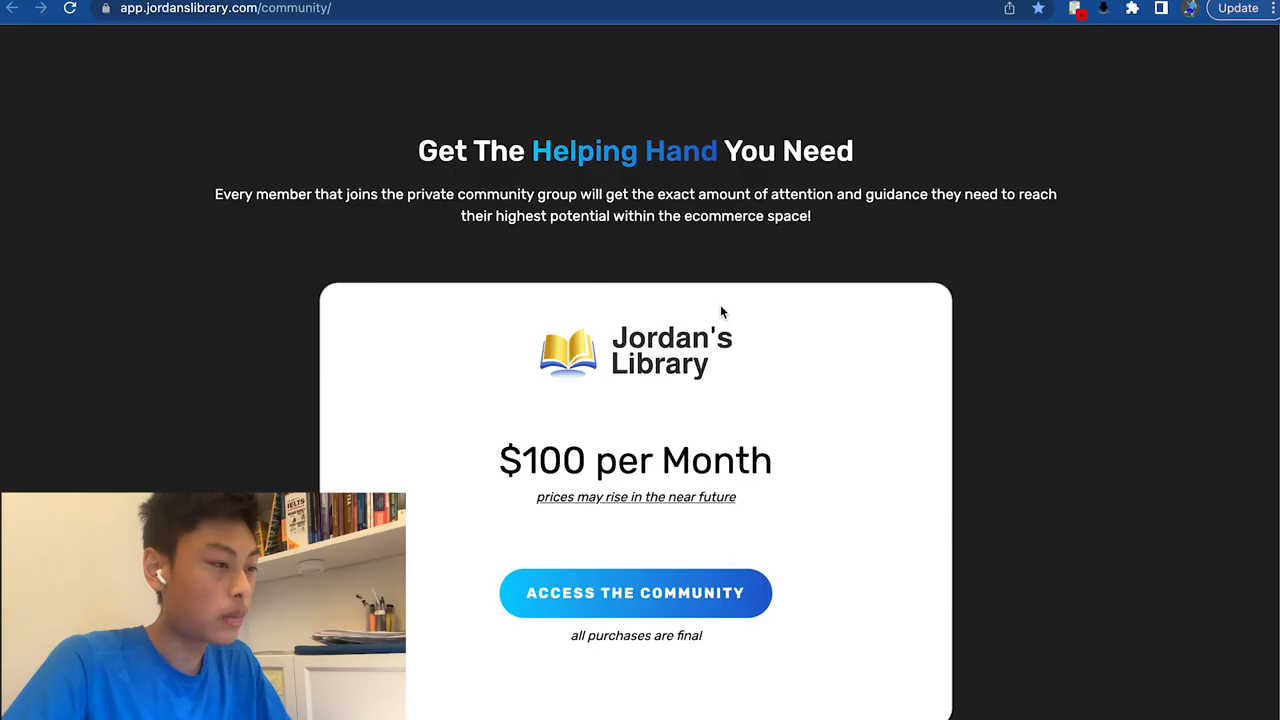 app.jordanslibrary.com/community/
Update
Get The Helping Hand You Need
Every member that joins the private community group will get the exact amount of attention and guidance they need to reach
their highest potential within the ecommerce space!
Jordan's
Library
$100 per Month
prices may rise in the near future
ACCESS THE COMMUNITY
all purchases are final
IELTS